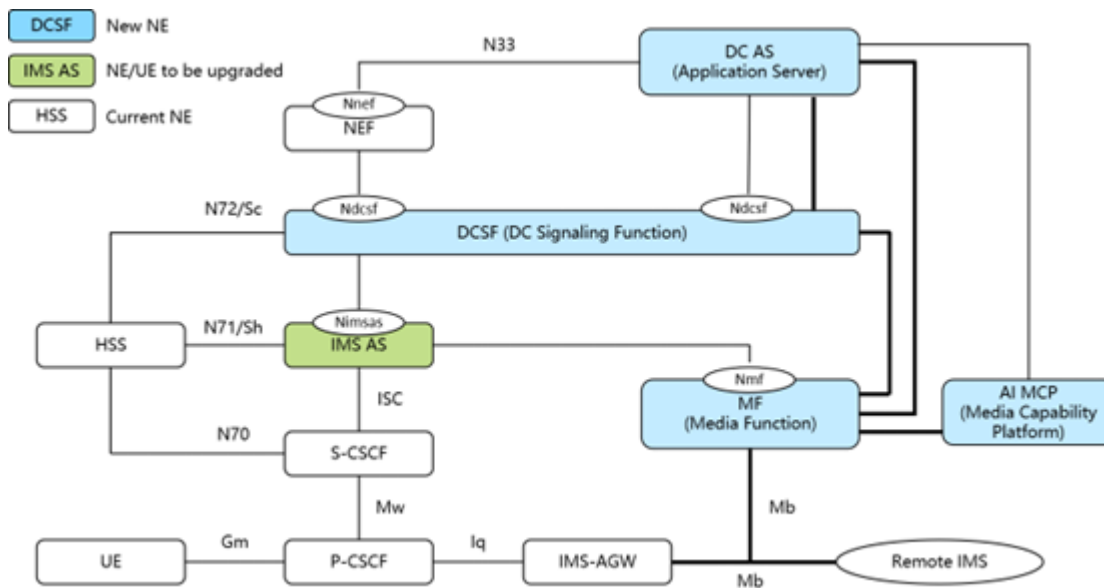 DCSF New NE
IMS AS NE/UE to be upgraded
HSS Current NE
N33
DC AS
(Application Server)
Nnef
NEF
N72/Sc
Ndcsf
Ndcsf
DCSF (DC Signaling Function)
HSS
N71/Sh
Nimsas
IMS AS
Nmf
MF
(Media Function)
AI MCP
(Media Capability
Platform)
ISC
N70
S-CSCF
Mw
Mb
UE
Gm
P-CSCF
Iq
IMS-AGW
Mb
Remote IMS